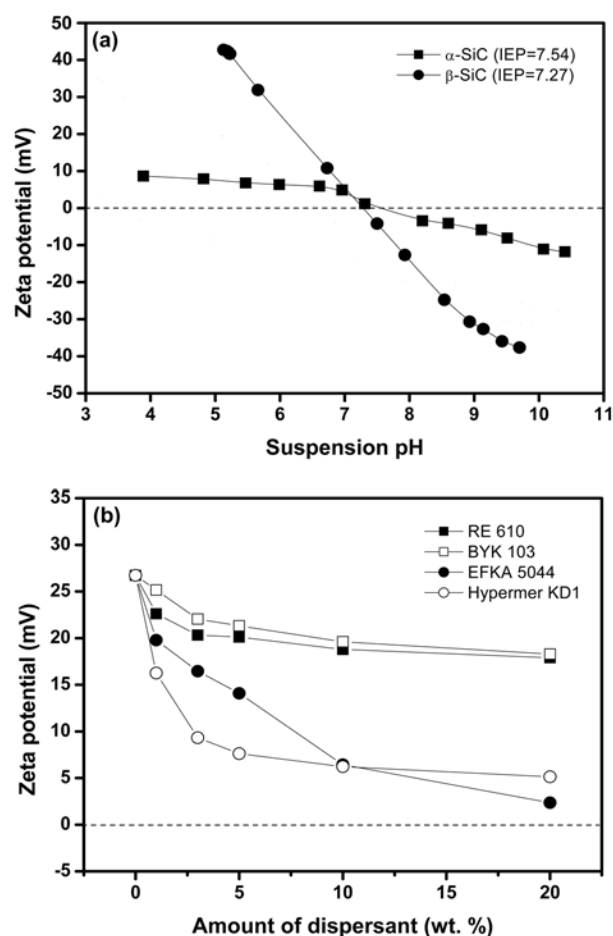 (a)
α-SiC (IEP=7.54)
β-SiC (IEP=7.27)
50
40
30
20
10
0
-10
-20
-30
-40
-50
Zeta potential (mV)
3 4 5 6 7 8 9 10 11
Suspension pH
(b)
RE 610
BYK 103
EFKA 5044
Hypermer KD1
35
30
25
20
15
10
5
0
-5
Zeta potential (mV)
0 5 10 15 20
Amount of dispersant (wt. %)